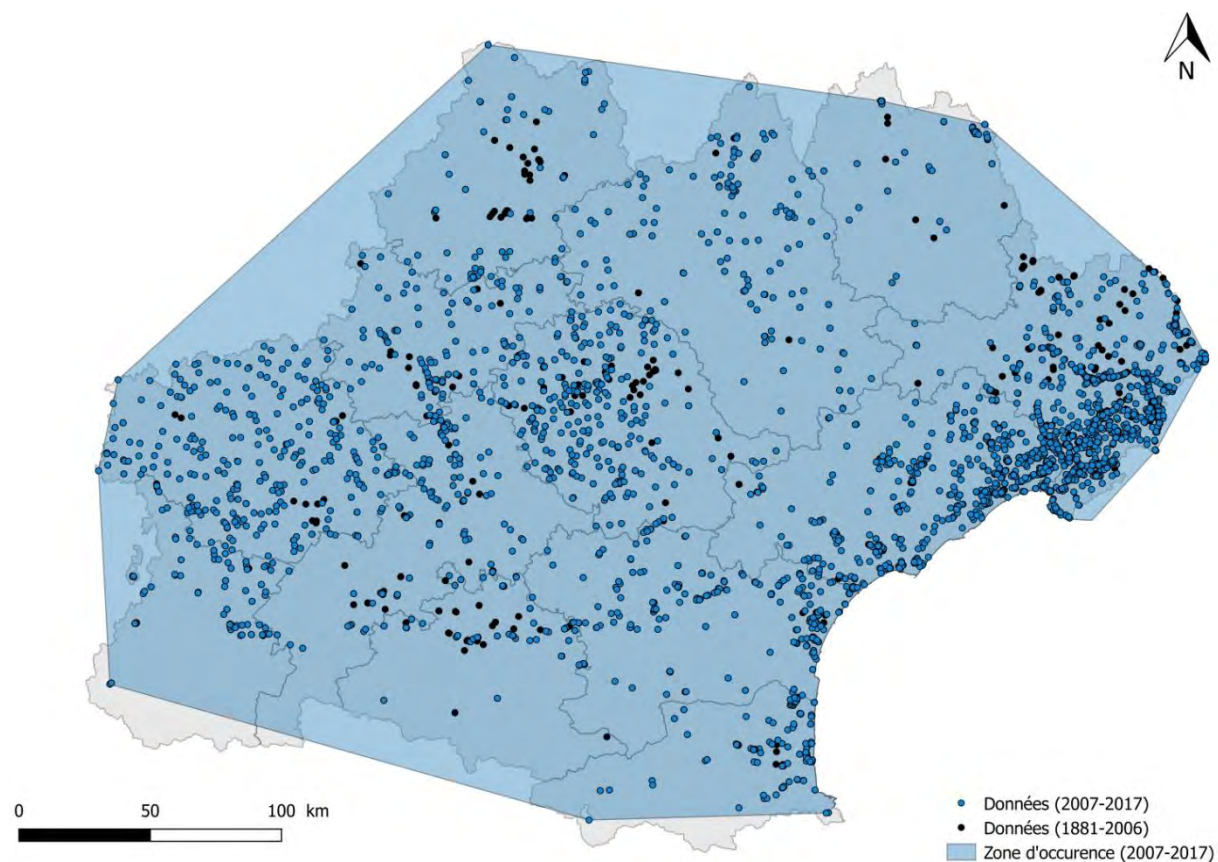 N
0 50 100 km
Données (2007-2017)
Données (1881-2006)
Zone d'occurence (2007-2017)